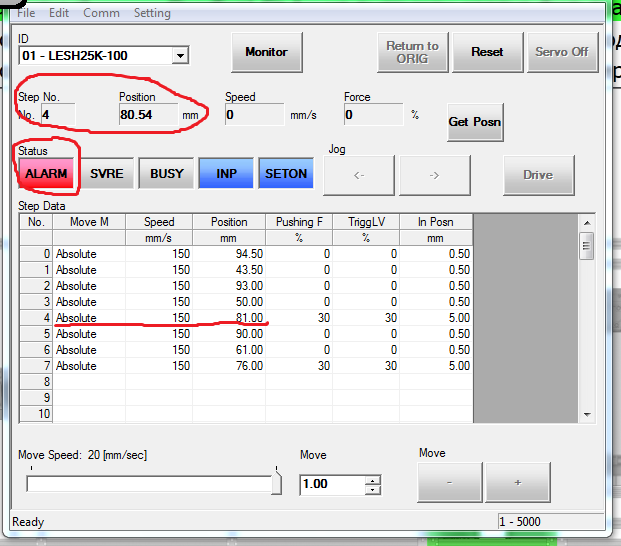 File Edit Comm Setting
ID
01 - LESH25K-100
Monitor
Return to ORIG
Reset
Servo Off
Step No. Position Speed Force
No. 4 80.54 mm 0 mm/s 0 %
Get Posn
Status
Jog
ALARM SVRE BUSY INP SETON <- -> Drive
Step Data
No. Move M Speed Position Pushing F TriggLV In Posn
mm/s mm % % mm
0 Absolute 150 94.50 0 0 0.50
1 Absolute 150 43.50 0 0 0.50
2 Absolute 150 93.00 0 0 0.50
3 Absolute 150 50.00 0 0 0.50
4 Absolute 150 81.00 30 30 5.00
5 Absolute 150 90.00 0 0 0.50
6 Absolute 150 61.00 0 0 0.50
7 Absolute 150 76.00 30 30 5.00
8
9
10
Move Speed: 20 [mm/sec]
Move
1.00
Move
- +
Ready
1 - 5000